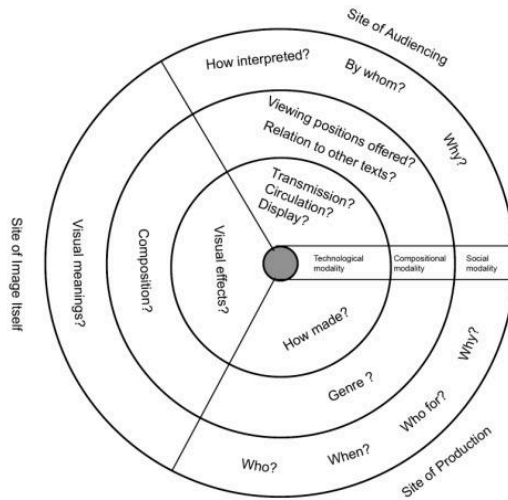 Site of Audiencing
How interpreted?
By whom?
Why?
Viewing positions offered?
Relation to other texts?
Transmission?
Circulation?
Display?
Site of Image Itself
Visual meanings?
Composition?
Visual effects?
Technological
modality
Compositional
modality
Social
modality
How made?
Genre ?
Who?
When?
Who for?
Why?
Site of Production